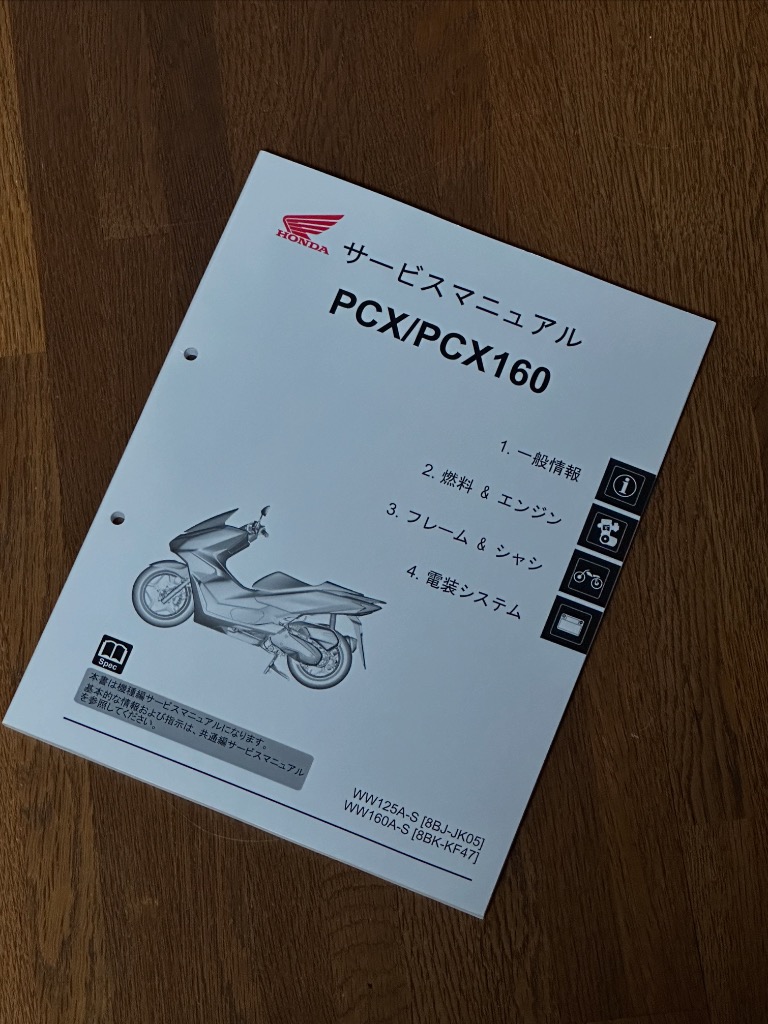 HONDA
サービスマニュアル
PCX/PCX160
1. 一般情報
2. 燃料 & エンジン
3. フレーム & シャシ
4. 電装システム
Spec
本書は機種編サービスマニュアルになります。
基本的な情報および指示は、共通編サービスマニュアル
を参照してください。
WW125A-S [8BJ-JK05]
WW160A-S [8BK-KF47]